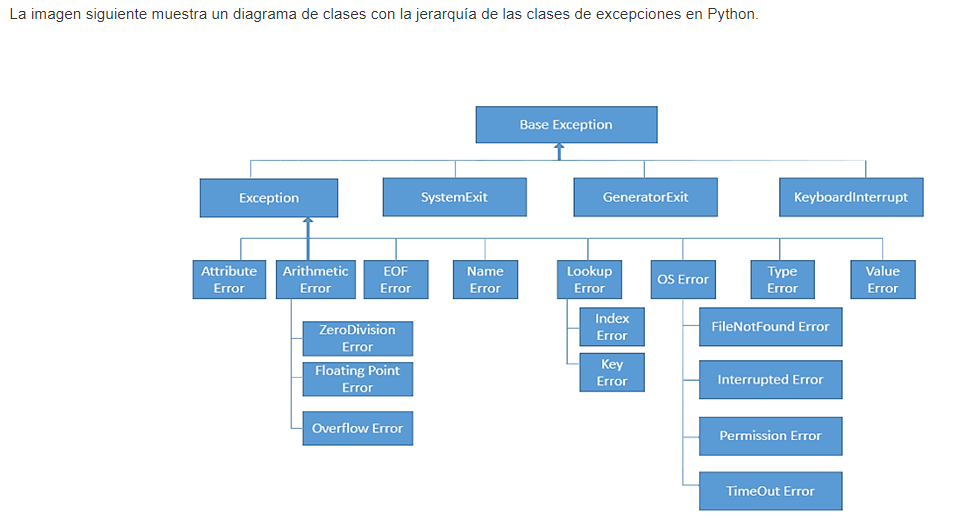 La imagen siguiente muestra un diagrama de clases con la jerarquía de las clases de excepciones en Python.
Base Exception
Exception
SystemExit
GeneratorExit
KeyboardInterrupt
Attribute
Error
Arithmetic
Error
EOF
Error
Name
Error
Lookup
Error
OS Error
Type
Error
Value
Error
ZeroDivision
Error
Floating Point
Error
Overflow Error
Index
Error
Key
Error
FileNotFound Error
Interrupted Error
Permission Error
TimeOut Error